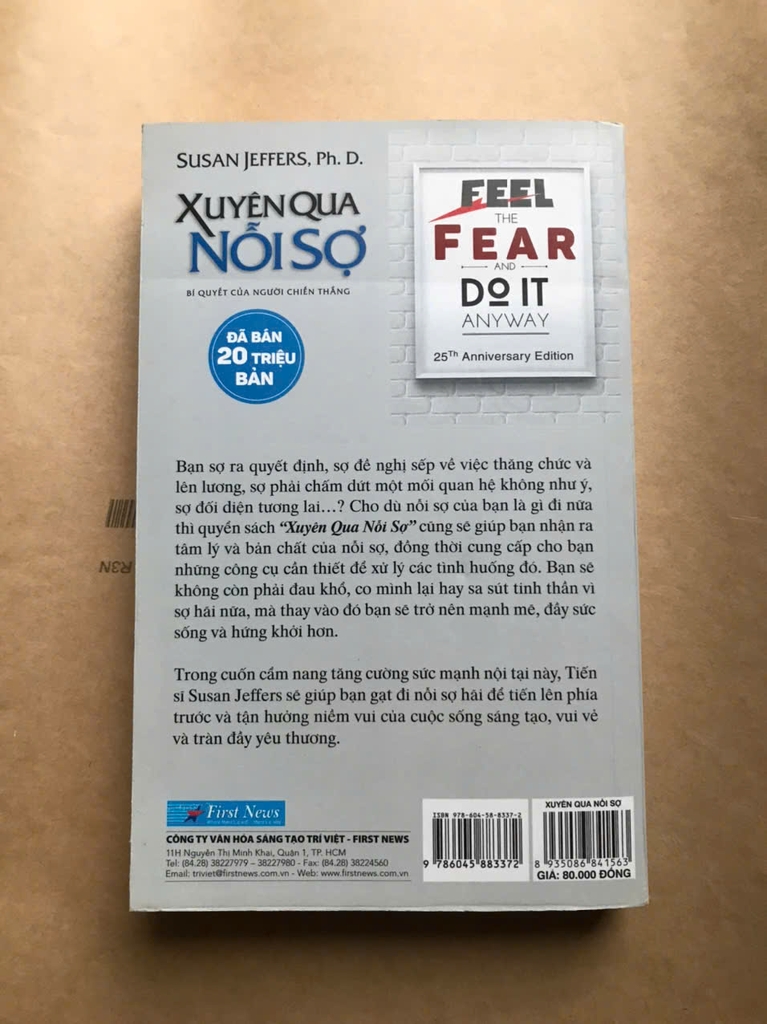 SUSAN JEFFERS, Ph. D.
XUYÊN QUA
NỖI SỢ
BÍ QUYẾT CỦA NGƯỜI CHIẾN THẮNG
ĐÃ BÁN
20 TRIỆU
BẢN
FEEL
THE
FEAR
AND
DO IT
ANYWAY
25Th Anniversary Edition
Bạn sợ ra quyết định, sợ đề nghị sếp về việc thăng chức và
lên lương, sợ phải chấm dứt một mối quan hệ không như ý,
sợ đối diện tương lai...? Cho dù nỗi sợ của bạn là gì đi nữa
thì quyển sách "Xuyên Qua Nỗi Sợ" cũng sẽ giúp bạn nhận ra
tâm lý và bản chất của nỗi sợ, đồng thời cung cấp cho bạn
những công cụ cần thiết để xử lý các tình huống đó. Bạn sẽ
không còn phải đau khổ, co mình lại hay sa sút tinh thần vì
sợ hãi nữa, mà thay vào đó bạn sẽ trở nên mạnh mẽ, đầy sức
sống và hứng khởi hơn.
Trong cuốn cẩm nang tăng cường sức mạnh nội tại này, Tiến
sĩ Susan Jeffers sẽ giúp bạn gạt đi nỗi sợ hãi để tiến lên phía
trước và tận hưởng niềm vui của cuộc sống sáng tạo, vui vẻ
và tràn đầy yêu thương.
First News
CÔNG TY VĂN HÓA SÁNG TẠO TRÍ VIỆT - FIRST NEWS
11H Nguyễn Thị Minh Khai, Quận 1, TP. HCM
Tel: (84.28) 38227979 – 38227980 - Fax: (84.28) 38224560
Email: triviet@firstnews.com.vn - Web: www.firstnews.com.vn
ISBN 978-604-58-8337-2
9 786045 883372
XUYÊN QUA NỖI SỢ
8 935086 841563
GIÁ: 80.000 ĐỒNG